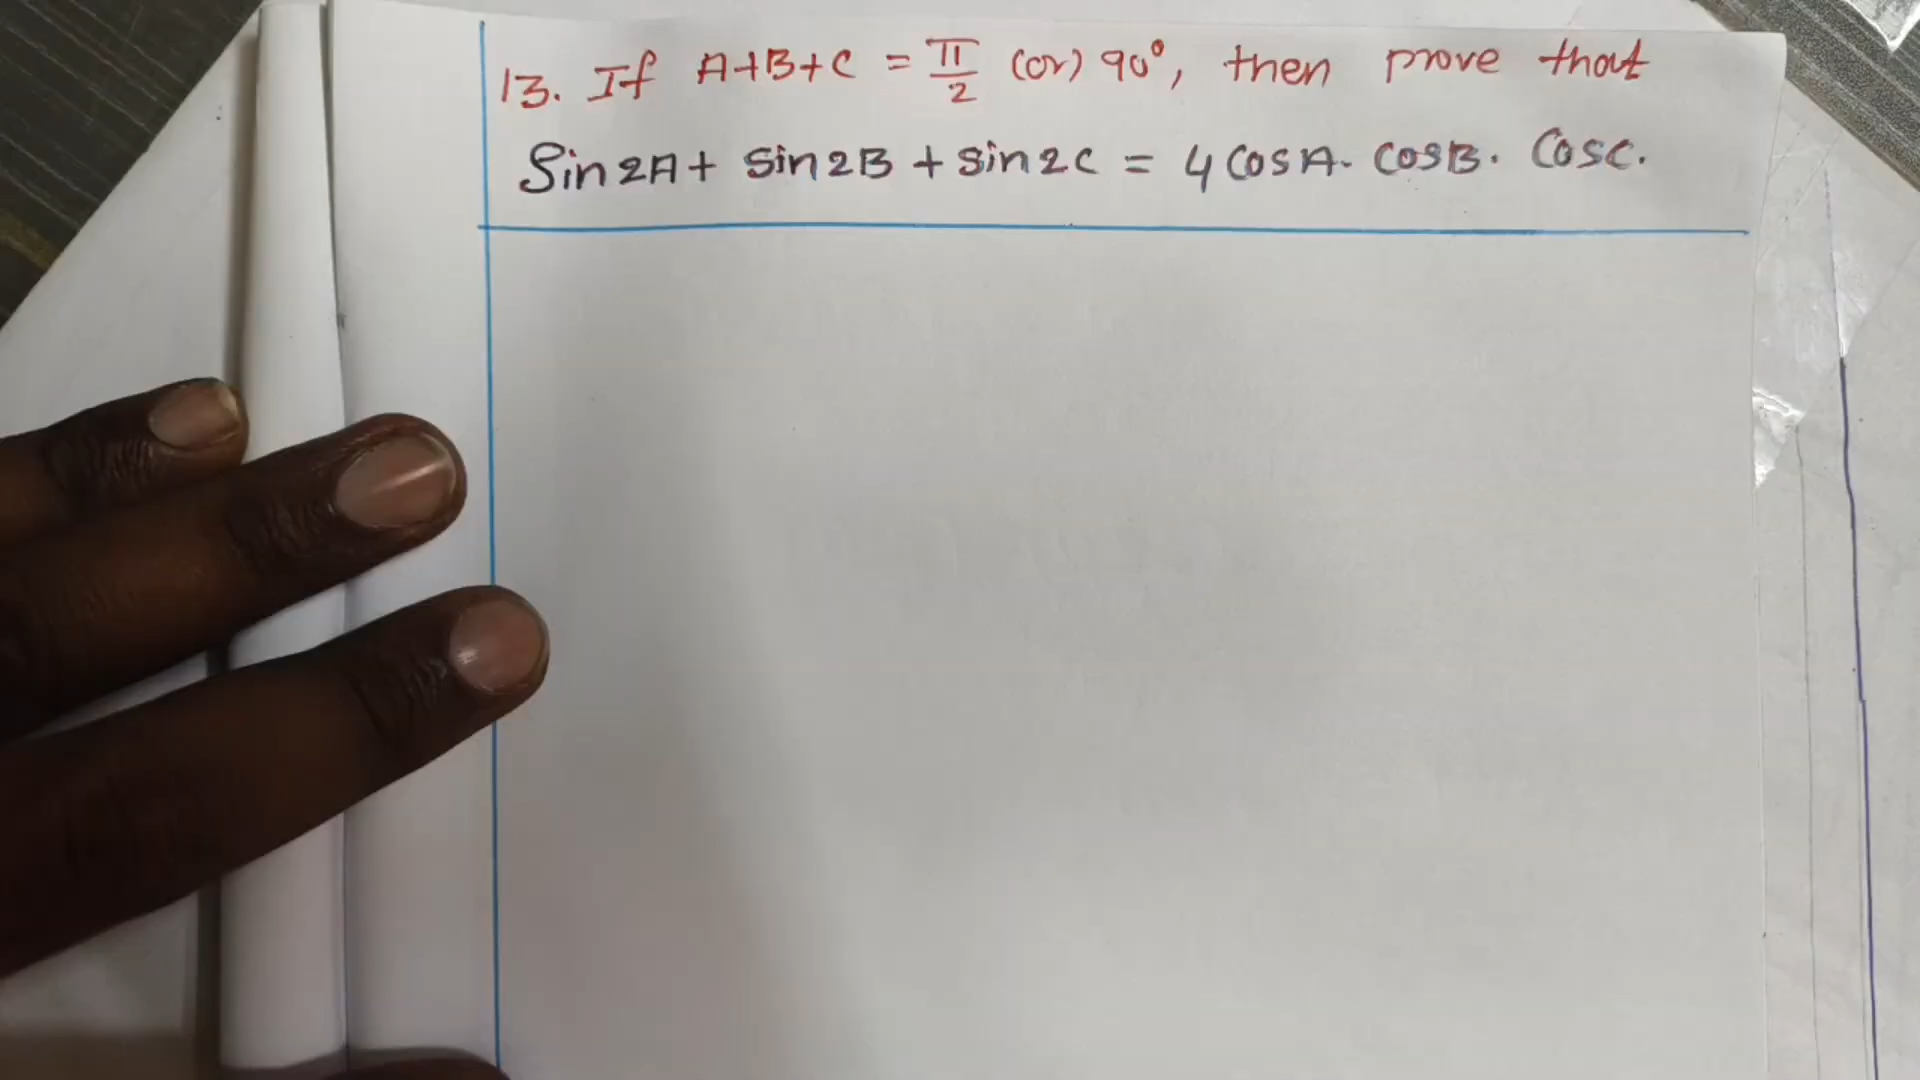 13. If A+B+C = π/2 (or) 90°, then prove that
Sin2A + sin2B + sin2C = 4 cosA. cosB. Cosc.